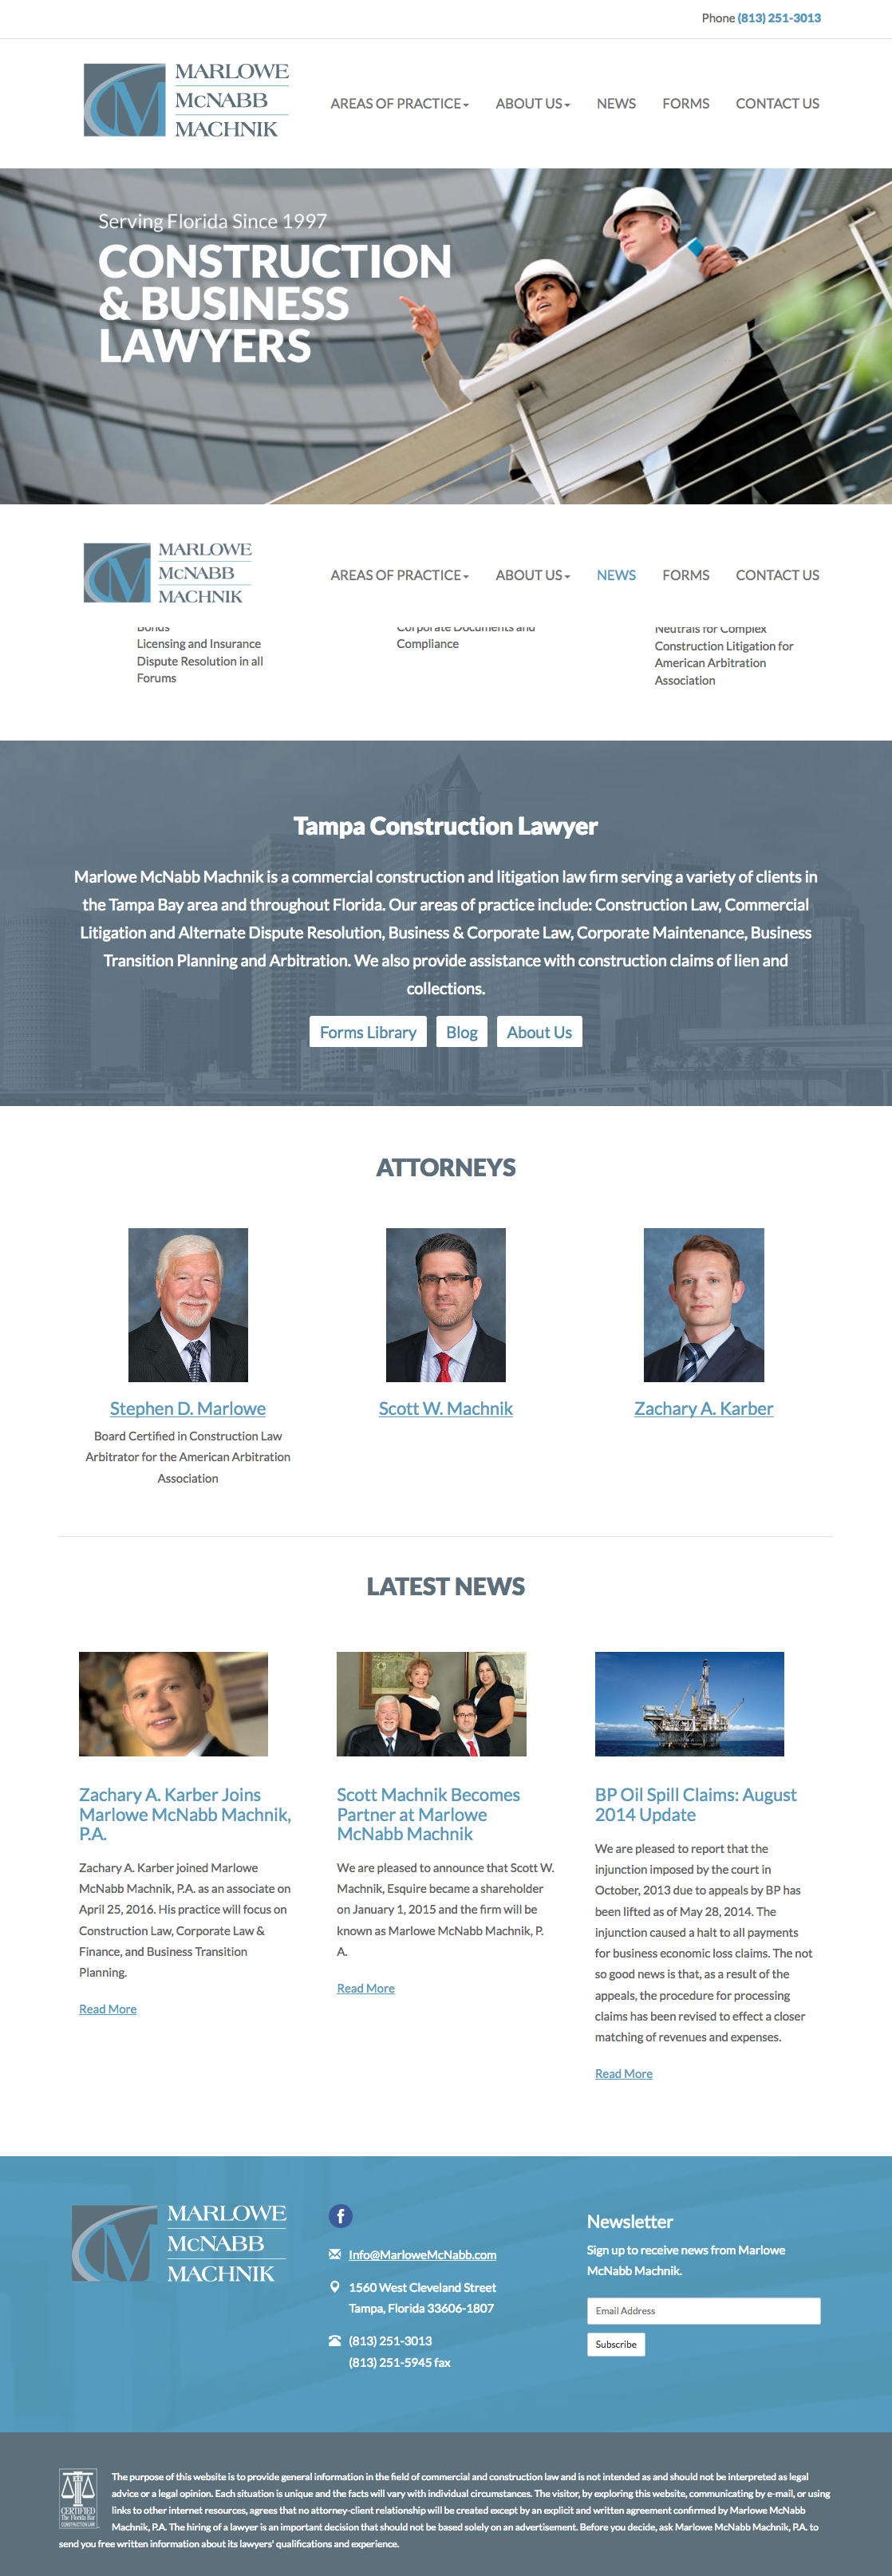 Phone (813) 251-3013
MARLOWE
McNABB
MACHNIK
AREAS OF PRACTICE ABOUT US NEWS FORMS CONTACT US
Serving Florida Since 1997
CONSTRUCTION
& BUSINESS
LAWYERS
MARLOWE
McNABB
MACHNIK
AREAS OF PRACTICE ABOUT US NEWS FORMS CONTACT US
Bonds
Licensing and Insurance
Dispute Resolution in all
Forums
Corporate Documents and
Compliance
Neutrals for Complex
Construction Litigation for
American Arbitration
Association
Tampa Construction Lawyer
Marlowe McNabb Machnik is a commercial construction and litigation law firm serving a variety of clients in
the Tampa Bay area and throughout Florida. Our areas of practice include: Construction Law, Commercial
Litigation and Alternate Dispute Resolution, Business & Corporate Law, Corporate Maintenance, Business
Transition Planning and Arbitration. We also provide assistance with construction claims of lien and
collections.
Forms Library Blog About Us
ATTORNEYS
Stephen D. Marlowe
Board Certified in Construction Law
Arbitrator for the American Arbitration
Association
Scott W. Machnik
Zachary A. Karber
LATEST NEWS
Zachary A. Karber Joins
Marlowe McNabb Machnik,
P.A.
Zachary A. Karber joined Marlowe
McNabb Machnik, P.A. as an associate on
April 25, 2016. His practice will focus on
Construction Law, Corporate Law &
Finance, and Business Transition
Planning.
Read More
Scott Machnik Becomes
Partner at Marlowe
McNabb Machnik
We are pleased to announce that Scott W.
Machnik, Esquire became a shareholder
on January 1, 2015 and the firm will be
known as Marlowe McNabb Machnik, P.
A.
Read More
BP Oil Spill Claims: August
2014 Update
We are pleased to report that the
injunction imposed by the court in
October, 2013 due to appeals by BP has
been lifted as of May 28, 2014. The
injunction caused a halt to all payments
for business economic loss claims. The not
so good news is that, as a result of the
appeals, the procedure for processing
claims has been revised to effect a closer
matching of revenues and expenses.
Read More
MARLOWE
McNABB
MACHNIK
Info@MarloweMcNabb.com
1560 West Cleveland Street
Tampa, Florida 33606-1807
(813) 251-3013
(813) 251-5945 fax
Newsletter
Sign up to receive news from Marlowe
McNabb Machnik.
Email Address
Subscribe
CERTIFIED
The Florida Bar
CONSTRUCTION LAW
The purpose of this website is to provide general information in the field of commercial and construction law and is not intended as and should not be interpreted as legal
advice or a legal opinion. Each situation is unique and the facts will vary with individual circumstances. The visitor, by exploring this website, communicating by e-mail, or using
links to other internet resources, agrees that no attorney-client relationship will be created except by an explicit and written agreement confirmed by Marlowe McNabb
Machnik, P.A. The hiring of a lawyer is an important decision that should not be based solely on an advertisement. Before you decide, ask Marlowe McNabb Machnik, P.A. to
send you free written information about its lawyers' qualifications and experience.